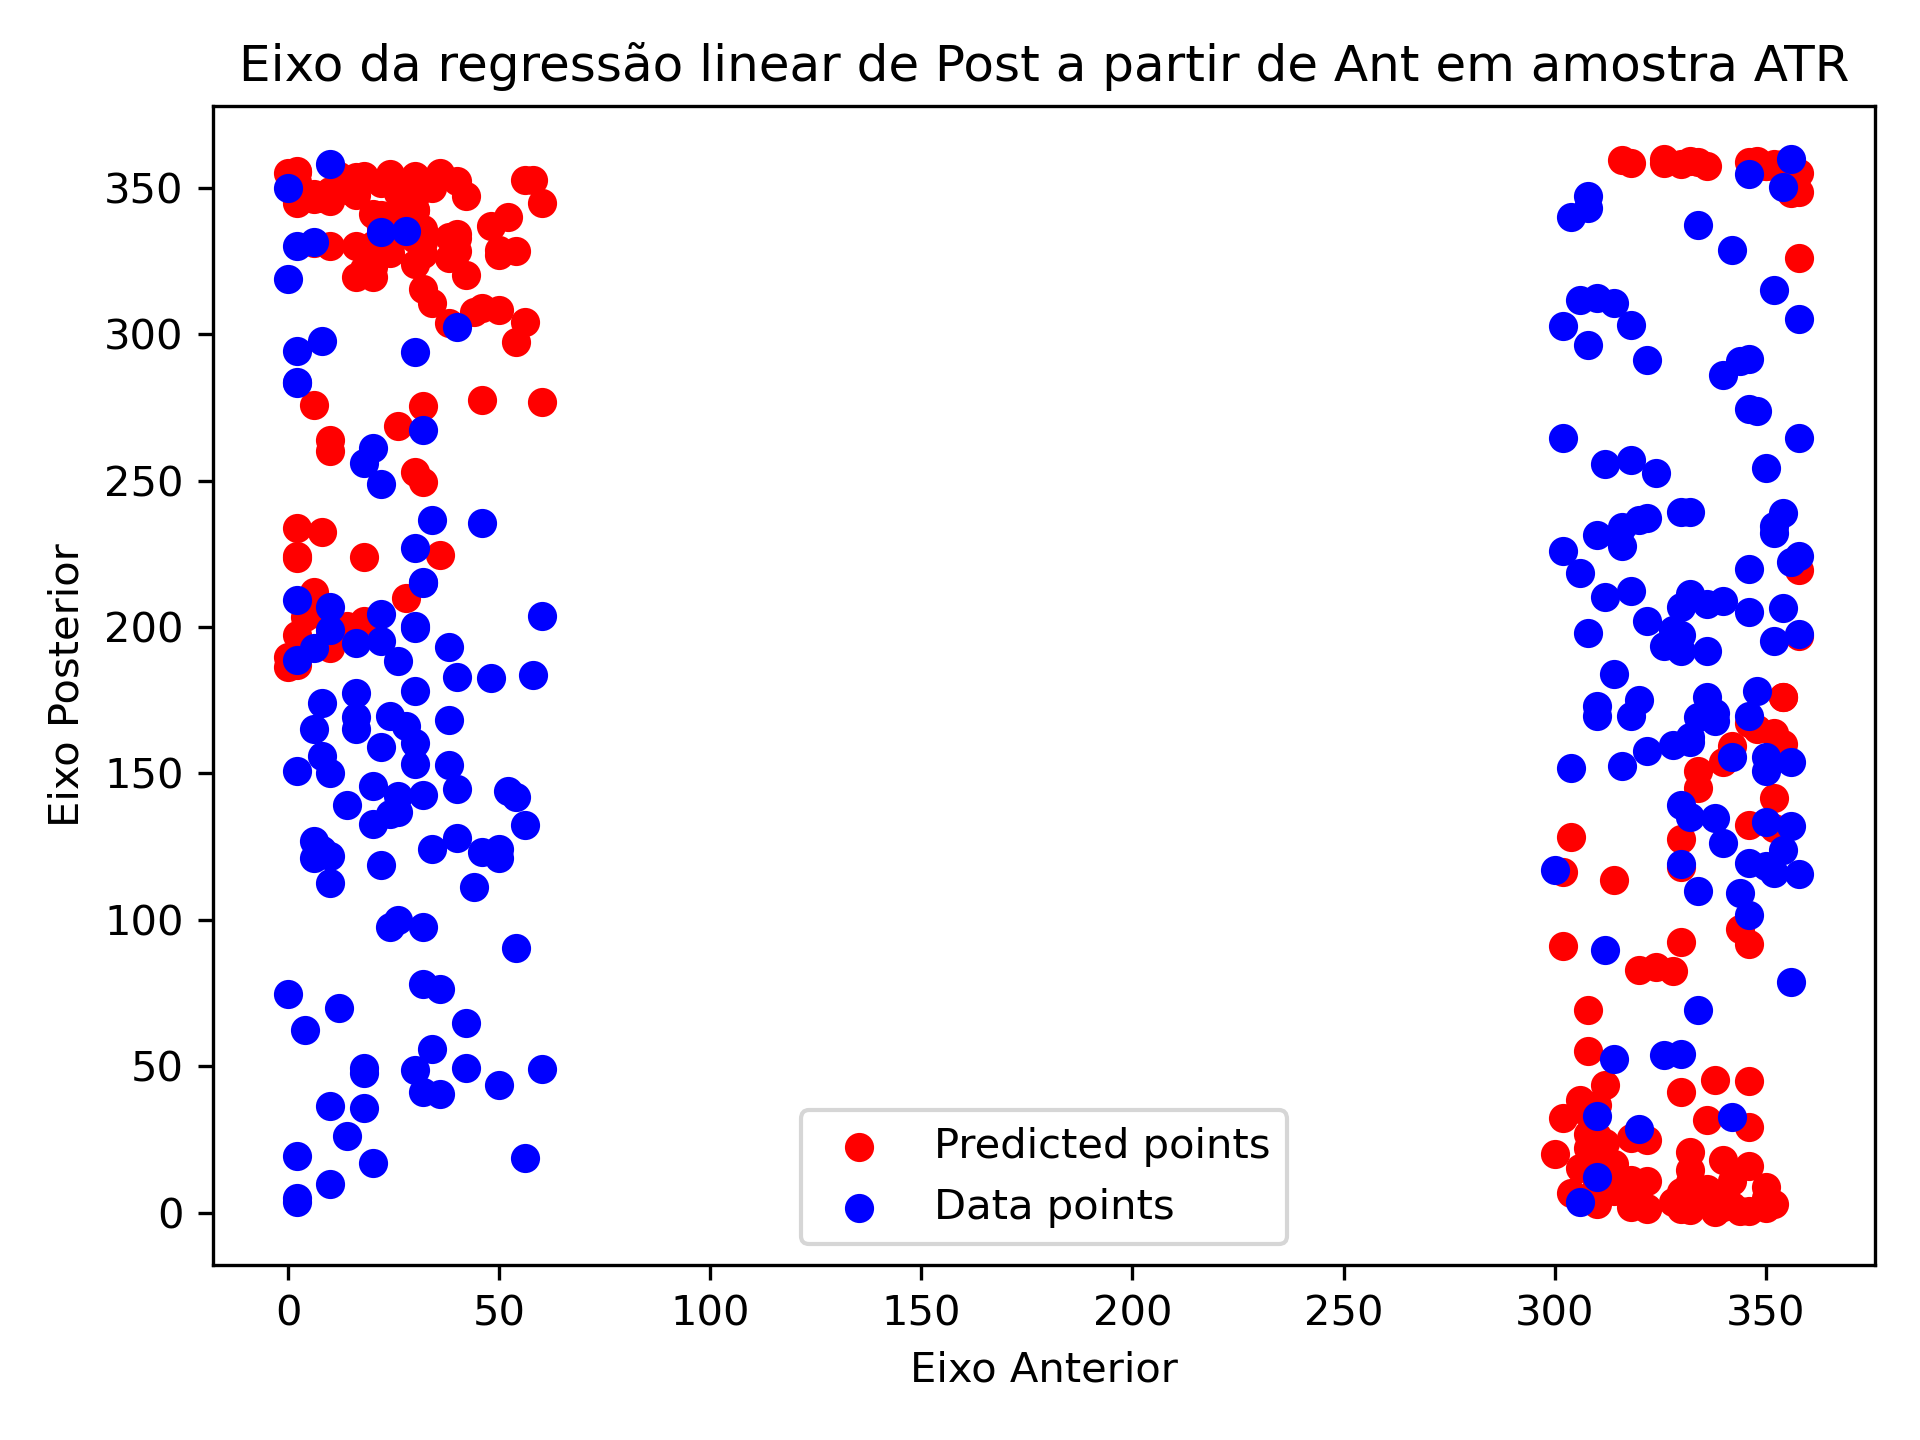 Eixo da regressão linear de Post a partir de Ant em amostra ATR
350
300
250
200
150
100
50
0
Eixo Posterior
Predicted points
Data points
0 50 100 150 200 250 300 350
Eixo Anterior